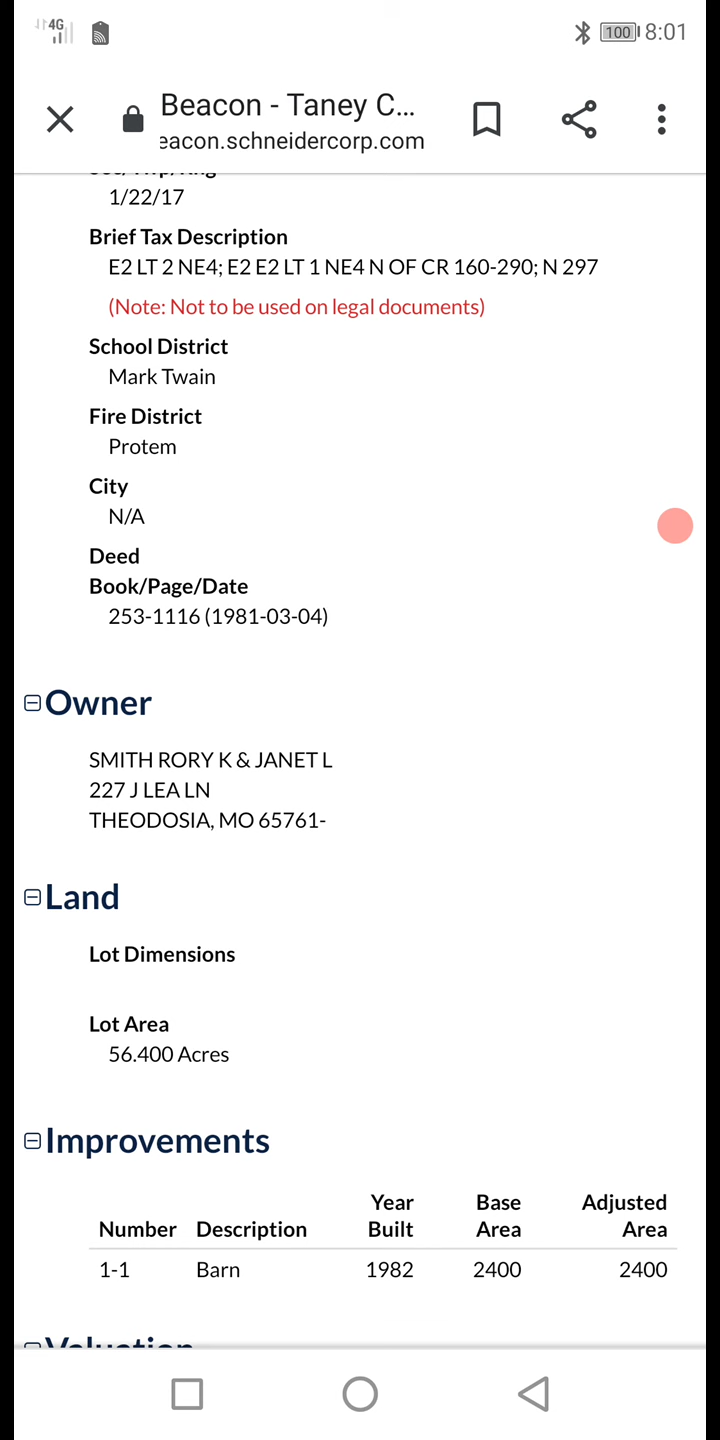 4G
100 8:01
Beacon - Taney C...
eacon.schneidercorp.com
1/22/17
Brief Tax Description
E2 LT 2 NE4; E2 E2 LT 1 NE4 N OF CR 160-290; N 297
(Note: Not to be used on legal documents)
School District
Mark Twain
Fire District
Protem
City
N/A
Deed
Book/Page/Date
253-1116 (1981-03-04)
Owner
SMITH RORY K & JANET L
227 J LEA LN
THEODOSIA, MO 65761-
Land
Lot Dimensions
Lot Area
56.400 Acres
Improvements
Year Base Adjusted
Number Description Built Area Area
1-1 Barn 1982 2400 2400
Valuation